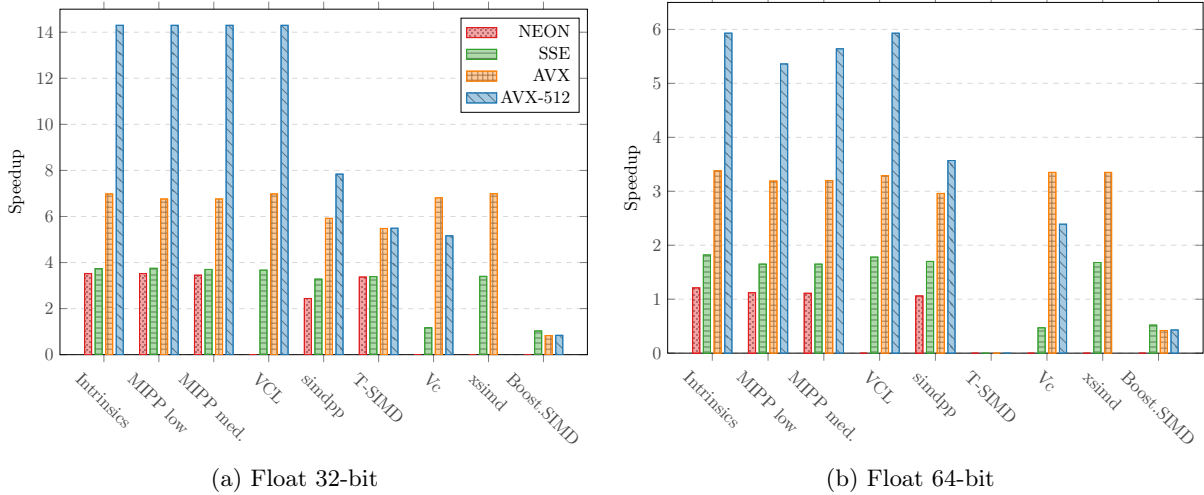 14
12
10
8
6
4
2
0
Speedup
NEON
SSE
AVX
AVX-512
Intrinsics
MIPP low
MIPP med.
VCL
simdpp
T-SIMD
Vc
xsimd
Boost.SIMD
(a) Float 32-bit
6
5
4
3
2
1
0
Speedup
Intrinsics
MIPP low
MIPP med.
VCL
simdpp
T-SIMD
Vc
xsimd
Boost.SIMD
(b) Float 64-bit